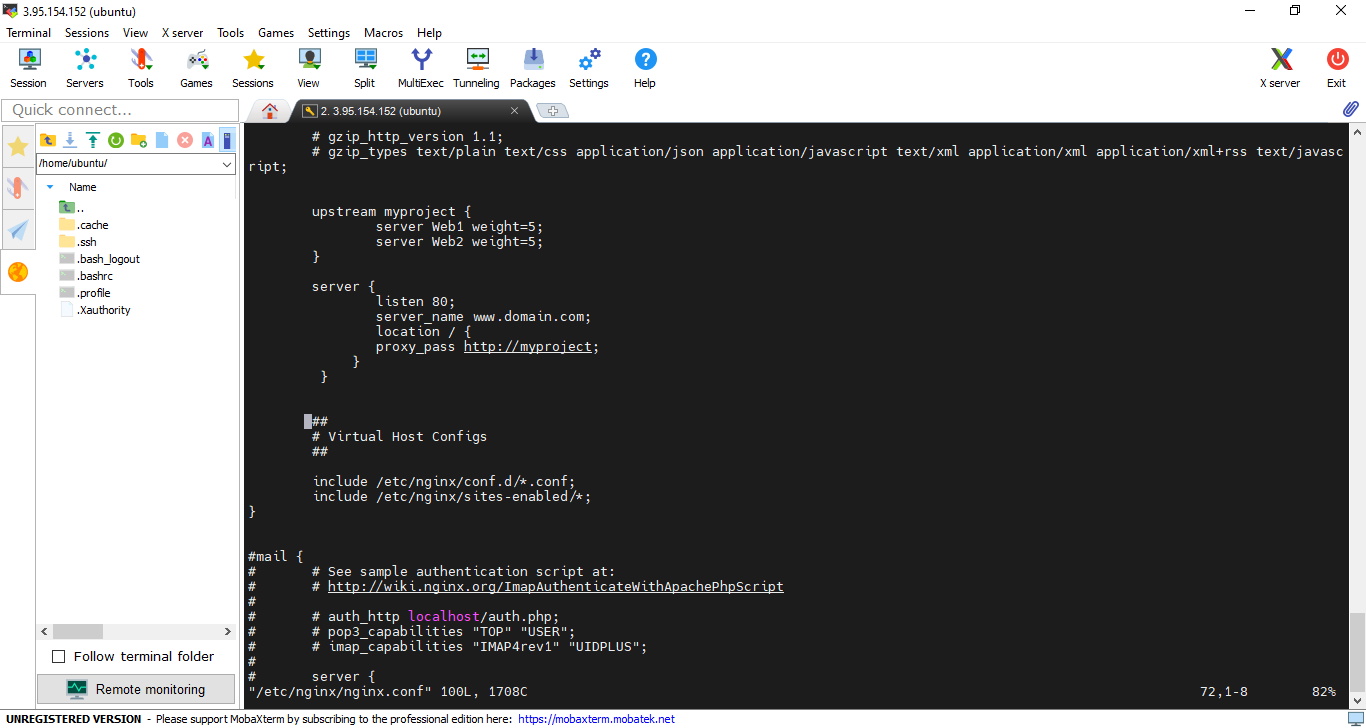 3.95.154.152 (ubuntu)
Terminal Sessions View X server Tools Games Settings Macros Help
Session Servers Tools Games Sessions View Split MultiExec Tunneling Packages Settings Help X server Exit
Quick connect...
2. 3.95.154.152 (ubuntu)
/home/ubuntu/
Name
..
.cache
.ssh
.bash_logout
.bashrc
.profile
.Xauthority
Follow terminal folder
Remote monitoring
# gzip_http_version 1.1;
# gzip_types text/plain text/css application/json application/javascript text/xml application/xml application/xml+rss text/javasc
ript;
upstream myproject {
server Web1 weight=5;
server Web2 weight=5;
}
server {
listen 80;
server_name www.domain.com;
location / {
proxy_pass http://myproject;
}
}
##
# Virtual Host Configs
##
include /etc/nginx/conf.d/*.conf;
include /etc/nginx/sites-enabled/*;
}
#mail {
# # See sample authentication script at:
# # http://wiki.nginx.org/ImapAuthenticateWithApachePhpScript
#
# # auth_http localhost/auth.php;
# # pop3_capabilities "TOP" "USER";
# # imap_capabilities "IMAP4rev1" "UIDPLUS";
#
# server {
"/etc/nginx/nginx.conf" 100L, 1708C 72,1-8 82%
UNREGISTERED VERSION - Please support MobaXterm by subscribing to the professional edition here: https://mobaxterm.mobatek.net